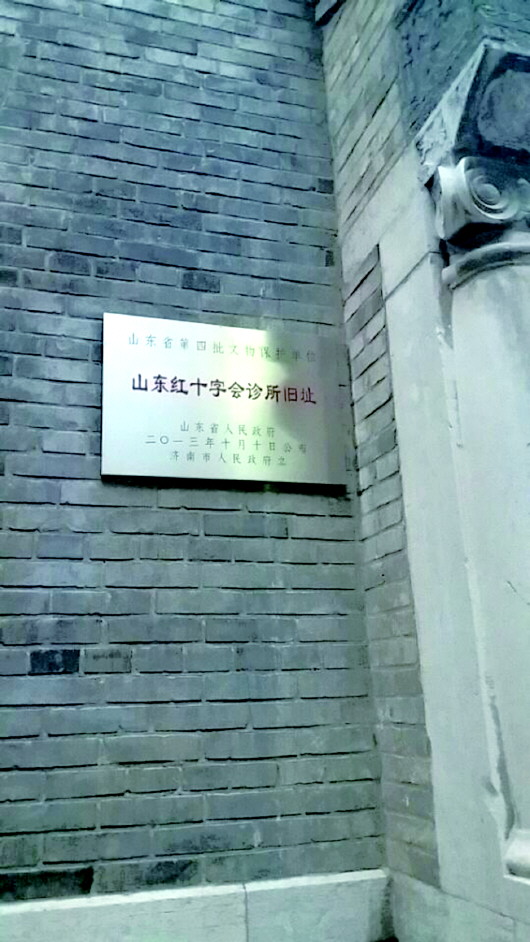 山东省第四批文物保护单位
山东红十字会诊所旧址
山东省人民政府
二〇一三年十月十日公布
济南市人民政府立